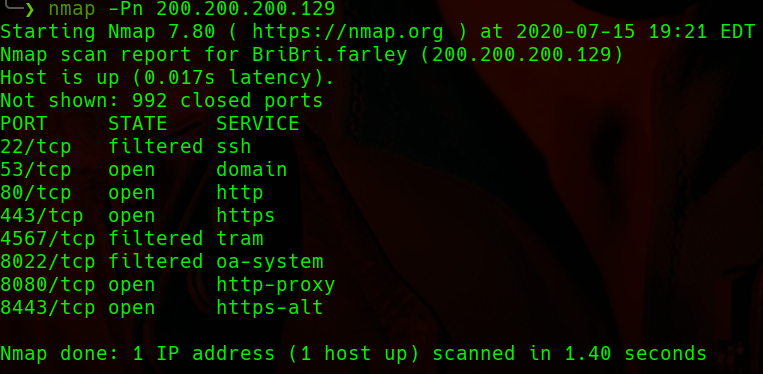 ❯ nmap -Pn 200.200.200.129
Starting Nmap 7.80 ( https://nmap.org ) at 2020-07-15 19:21 EDT
Nmap scan report for BriBri.farley (200.200.200.129)
Host is up (0.017s latency).
Not shown: 992 closed ports
PORT     STATE    SERVICE
22/tcp   filtered ssh
53/tcp   open     domain
80/tcp   open     http
443/tcp  open     https
4567/tcp filtered tram
8022/tcp filtered oa-system
8080/tcp open     http-proxy
8443/tcp open     https-alt
Nmap done: 1 IP address (1 host up) scanned in 1.40 seconds